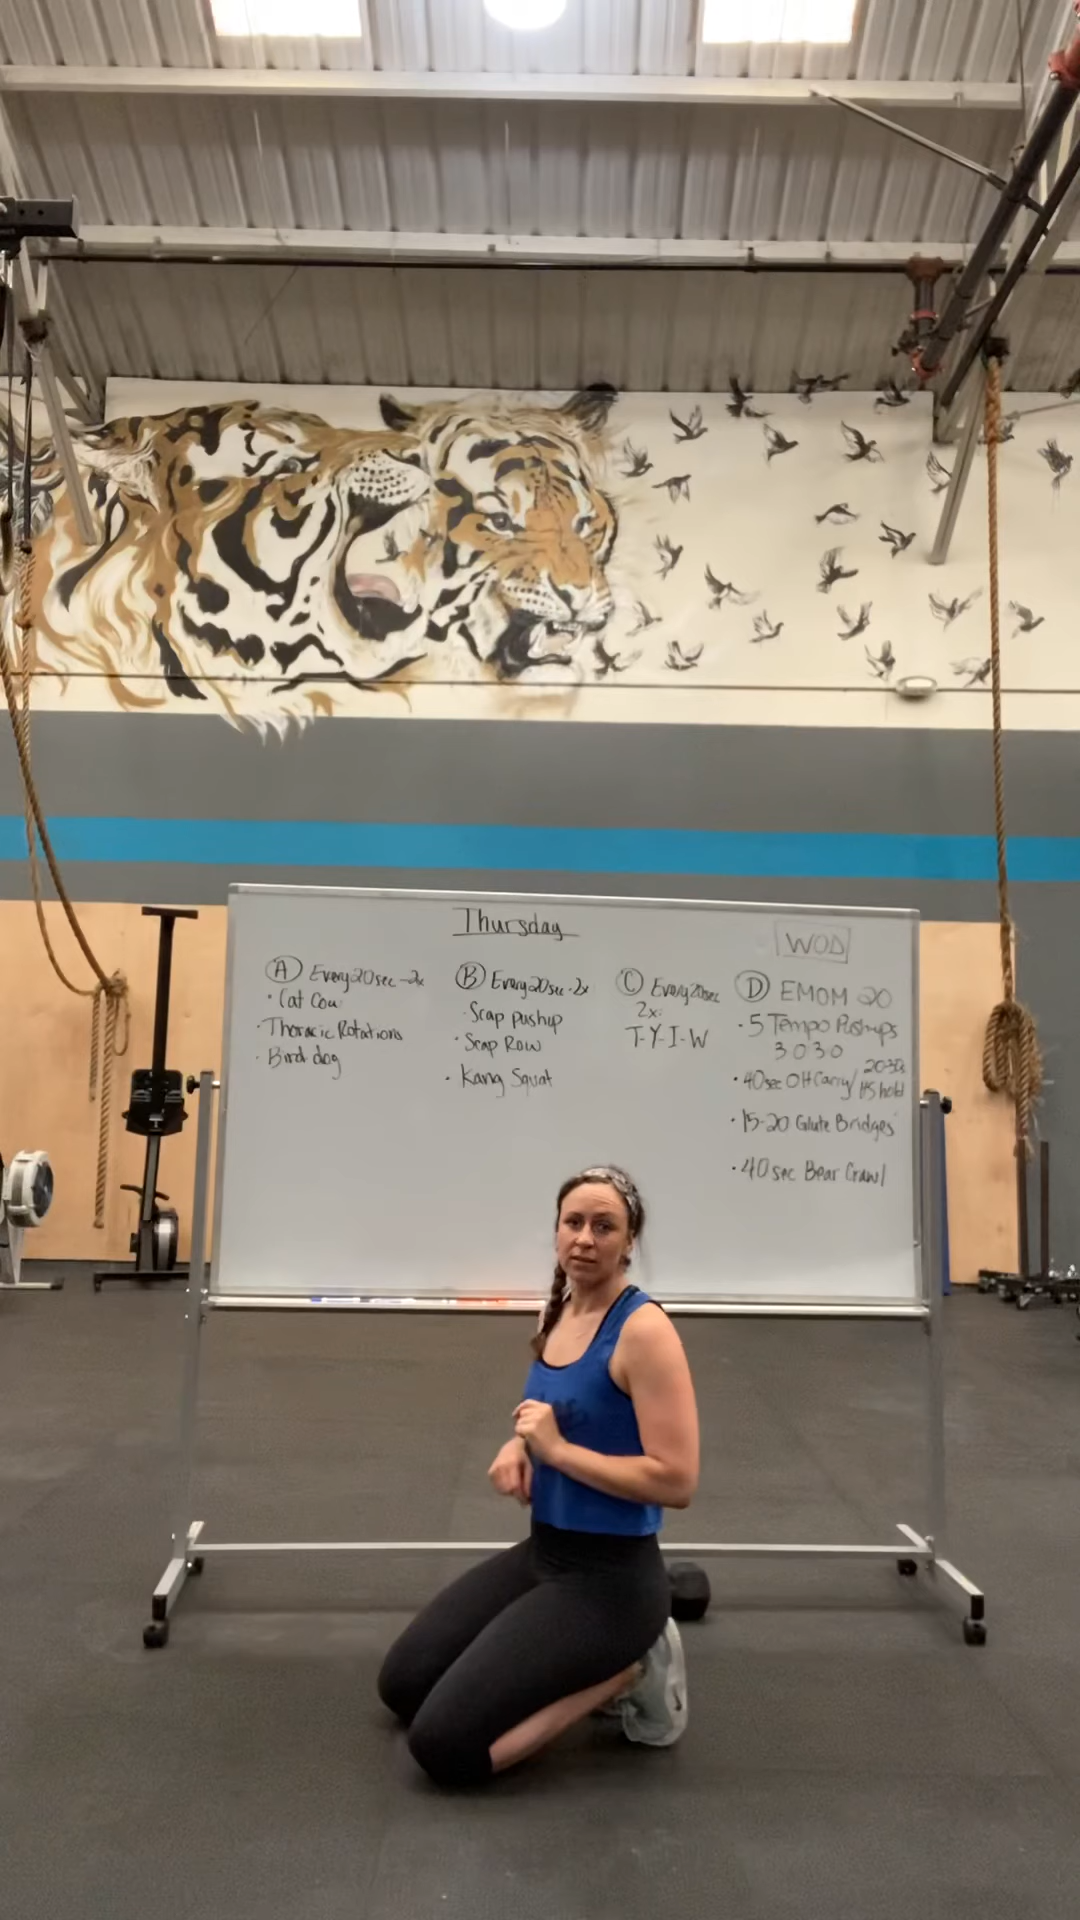 Thursday
WOD
A Every 20sec - 2x
· Cat Cow
· Thoracic Rotations
· Bird dog
B Every 20sec - 2x
· Scap pushup
· Scap Row
· Kang Squat
C Every 20sec
2x:
T-Y-I-W
D EMOM 20
· 5 Tempo Pushups
3030
· 40sec OH Carry/ 20-30s HS hold
· 15-20 Glute Bridges
· 40 sec Bear Crawl